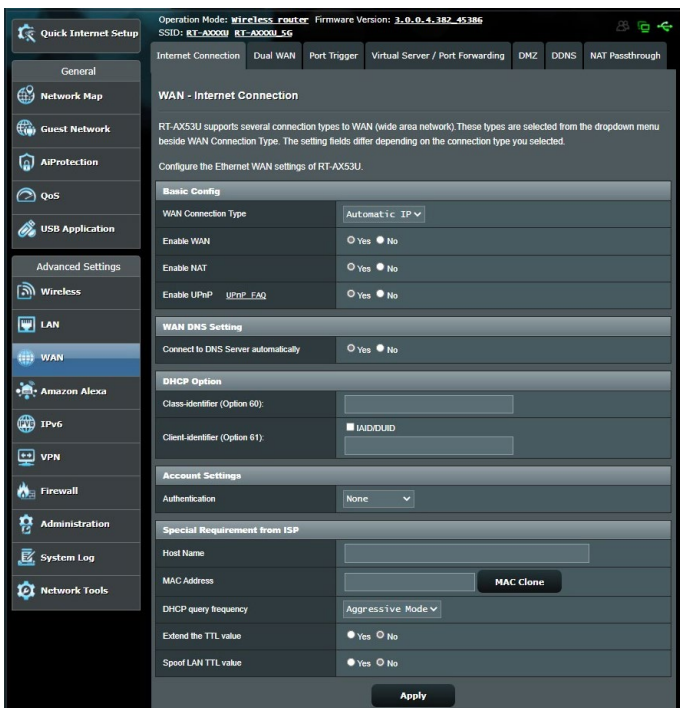 Quick Internet Setup
Operation Mode: Wireless router Firmware Version: 3.0.0.4.382_45386
SSID: RT-AXXXU RT-AXXXU_5G
General
Network Map
Guest Network
AiProtection
QoS
USB Application
Advanced Settings
Wireless
LAN
WAN
Amazon Alexa
IPv6
VPN
Firewall
Administration
System Log
Network Tools
Internet Connection Dual WAN Port Trigger Virtual Server / Port Forwarding DMZ DDNS NAT Passthrough
WAN - Internet Connection
RT-AX53U supports several connection types to WAN (wide area network).These types are selected from the dropdown menu
beside WAN Connection Type. The setting fields differ depending on the connection type you selected.
Configure the Ethernet WAN settings of RT-AX53U.
Basic Config
WAN Connection Type Automatic IP
Enable WAN Yes No
Enable NAT Yes No
Enable UPnP UPnP FAQ Yes No
WAN DNS Setting
Connect to DNS Server automatically Yes No
DHCP Option
Class-identifier (Option 60):
Client-identifier (Option 61): IAID/DUID
Account Settings
Authentication None
Special Requirement from ISP
Host Name
MAC Address MAC Clone
DHCP query frequency Aggressive Mode
Extend the TTL value Yes No
Spoof LAN TTL value Yes No
Apply